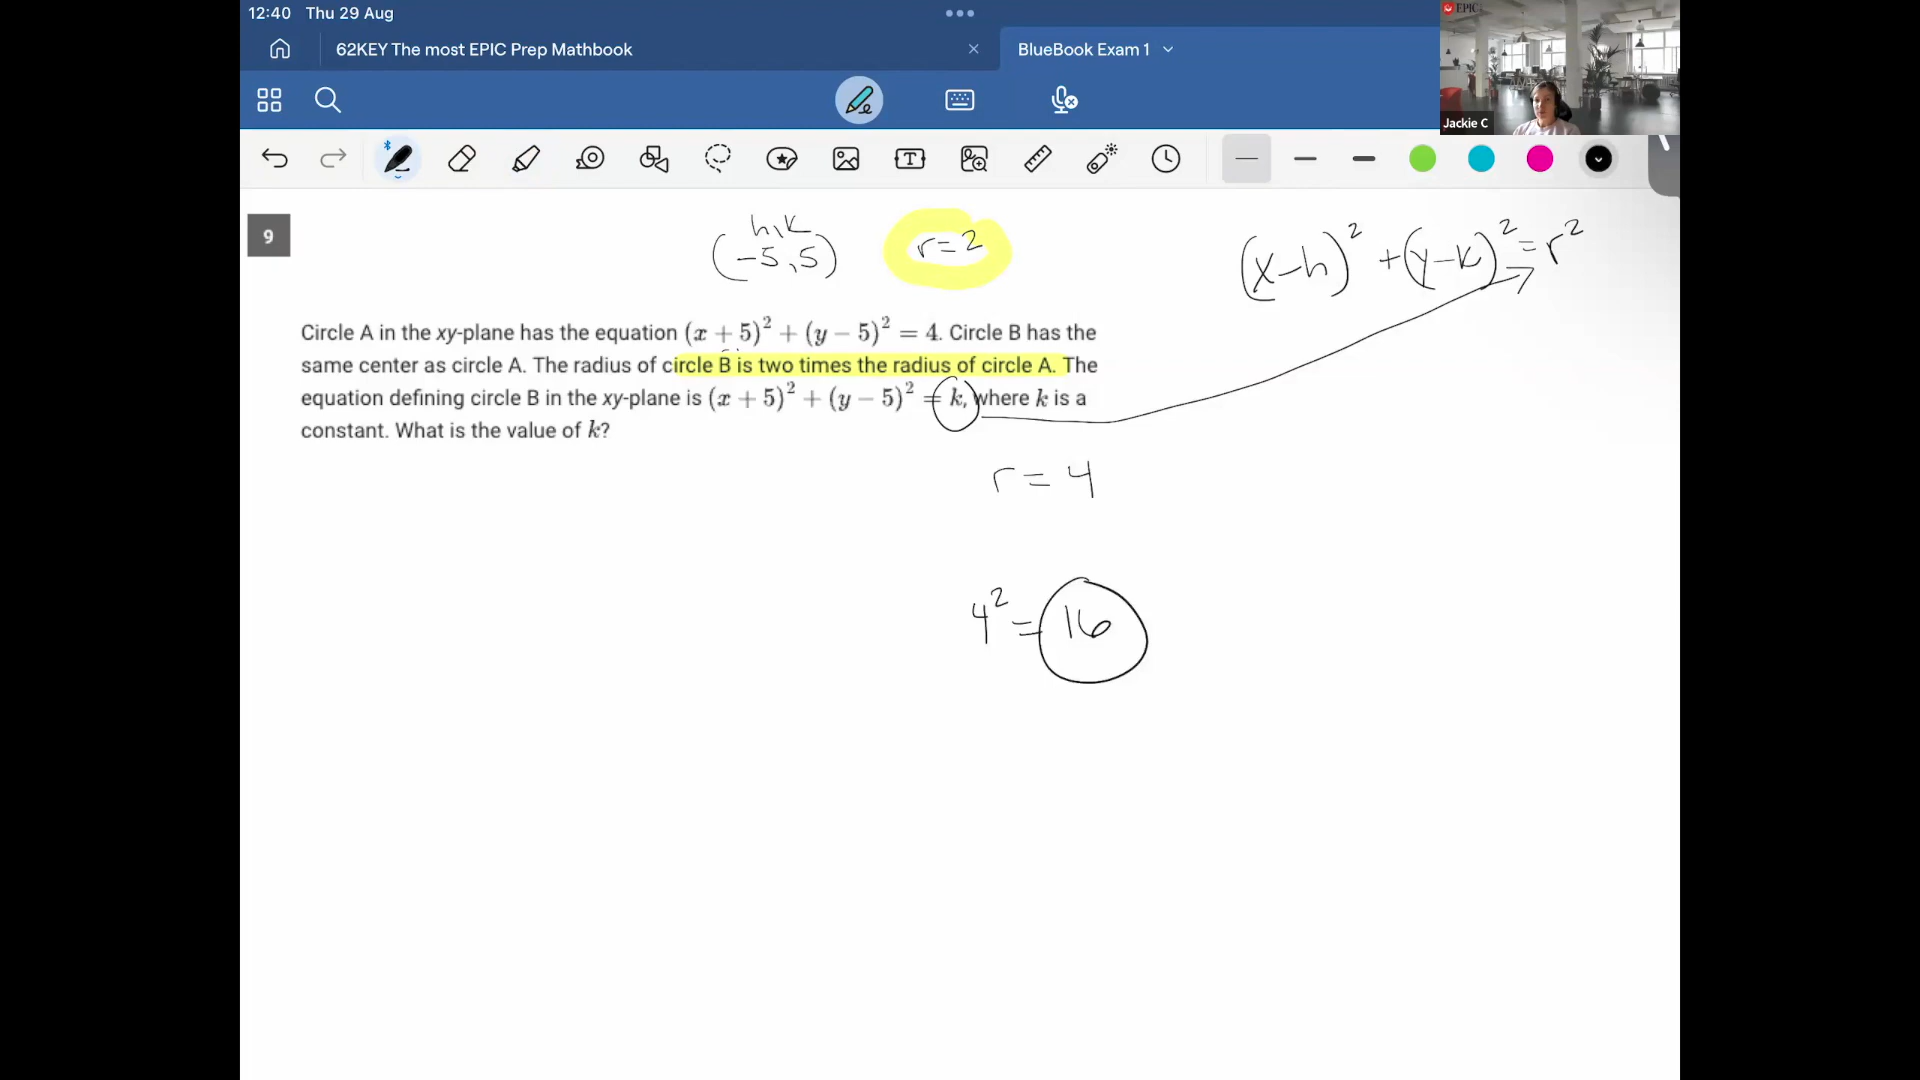 12:40 Thu 29 Aug
62KEY The most EPIC Prep Mathbook
BlueBook Exam 1
EPIC
Jackie C
9
h,k
(-5,5)
r=2
(x-h)² + (y-k)² = r²
Circle A in the xy-plane has the equation (x + 5)² + (y − 5)² = 4. Circle B has the
same center as circle A. The radius of circle B is two times the radius of circle A. The
equation defining circle B in the xy-plane is (x + 5)² + (y − 5)² = k, where k is a
constant. What is the value of k?
r = 4
4² = 16